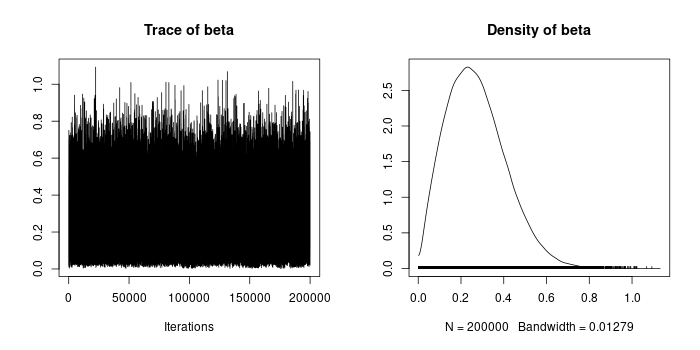 Trace of beta
1.0
0.8
0.6
0.4
0.2
0.0
0 50000 100000 150000 200000
Iterations
Density of beta
2.5
2.0
1.5
1.0
0.5
0.0
0.0 0.2 0.4 0.6 0.8 1.0
N = 200000 Bandwidth = 0.01279